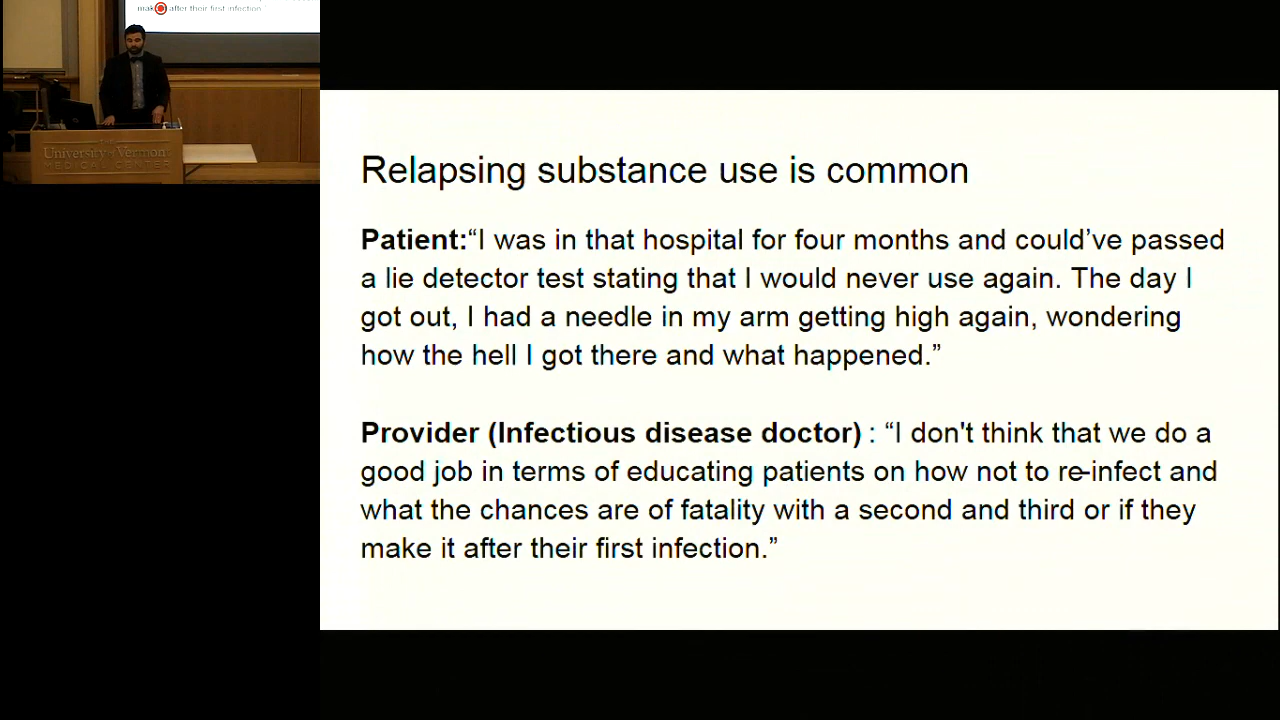 mak after their first infection."
THE
University of Vermont
MEDICAL CENTER
Relapsing substance use is common
Patient:“I was in that hospital for four months and could’ve passed
a lie detector test stating that I would never use again. The day I
got out, I had a needle in my arm getting high again, wondering
how the hell I got there and what happened.”
Provider (Infectious disease doctor) : “I don't think that we do a
good job in terms of educating patients on how not to re-infect and
what the chances are of fatality with a second and third or if they
make it after their first infection.”